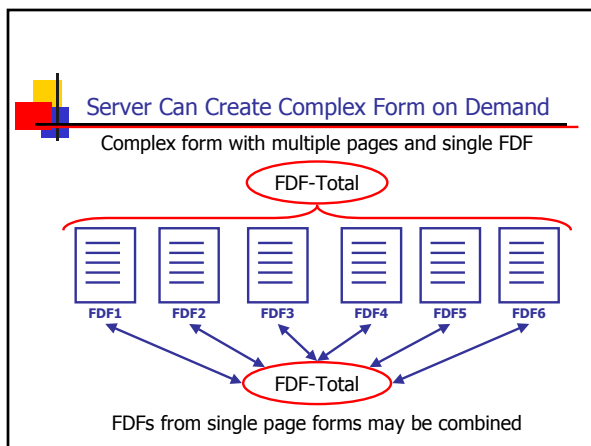 Server Can Create Complex Form on Demand
Complex form with multiple pages and single FDF
FDF-Total
FDF1 FDF2 FDF3 FDF4 FDF5 FDF6
FDF-Total
FDFs from single page forms may be combined